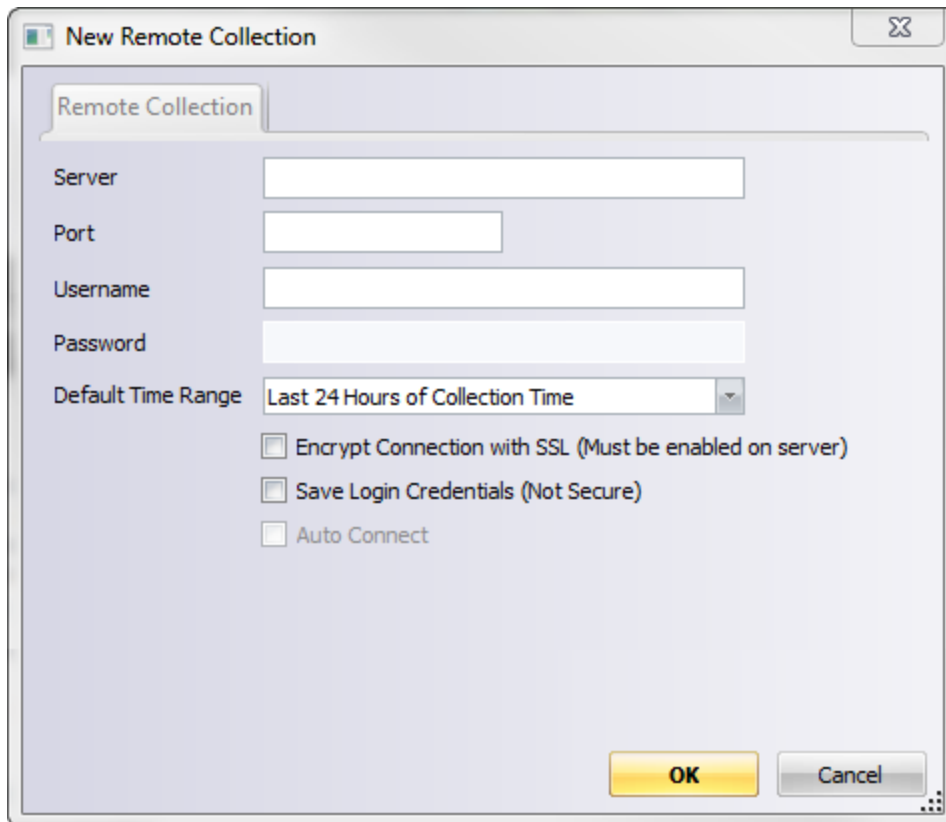 New Remote Collection
Remote Collection
Server
Port
Username
Password
Default Time Range Last 24 Hours of Collection Time
Encrypt Connection with SSL (Must be enabled on server)
Save Login Credentials (Not Secure)
Auto Connect
OK Cancel